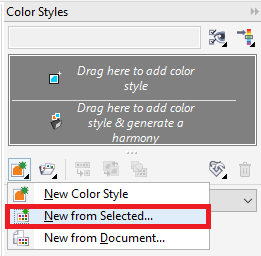 Color Styles
Drag here to add color
style
Drag here to add color
style & generate a
harmony
New Color Style
New from Selected...
New from Document...